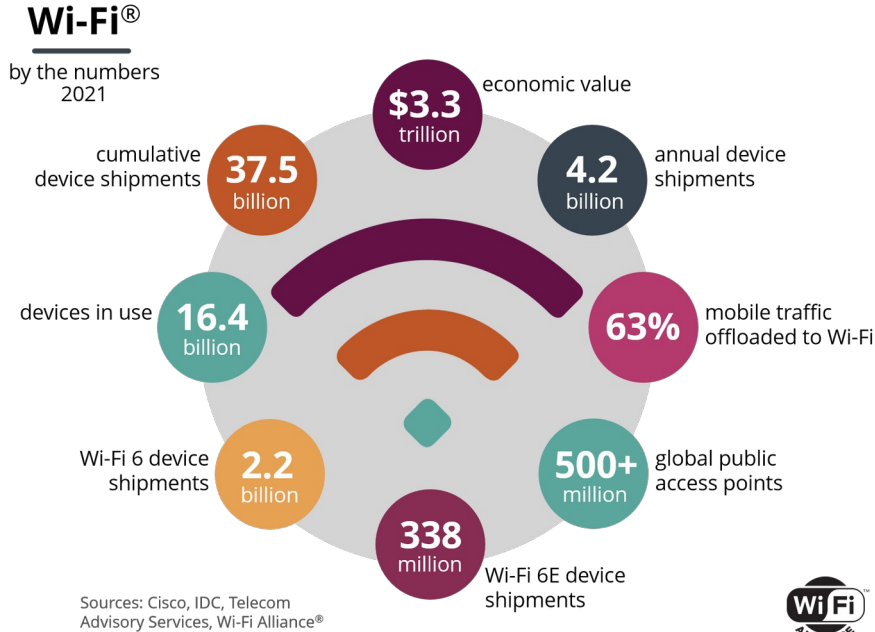 Wi-Fi®
by the numbers
2021
$3.3
trillion
economic value
cumulative
device shipments
37.5
billion
4.2
billion
annual device
shipments
devices in use
16.4
billion
63%
mobile traffic
offloaded to Wi-Fi
Wi-Fi 6 device
shipments
2.2
billion
500+
million
global public
access points
338
million
Wi-Fi 6E device
shipments
Sources: Cisco, IDC, Telecom
Advisory Services, Wi-Fi Alliance®
Wi Fi™